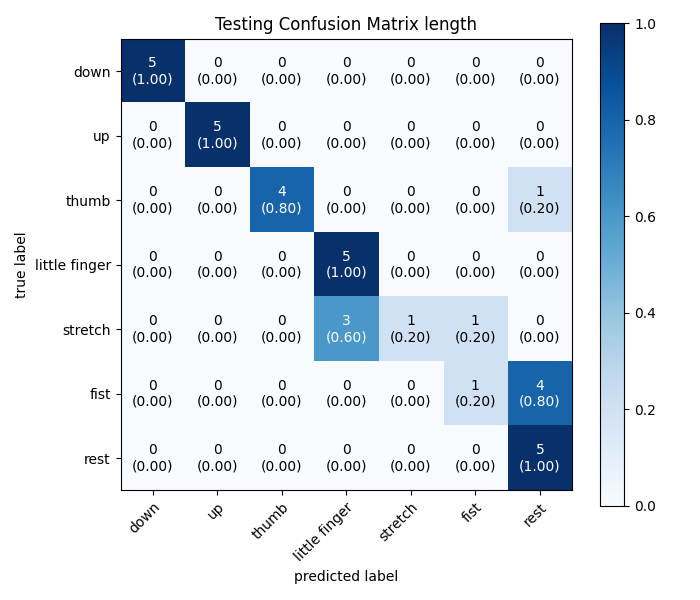 Testing Confusion Matrix length
true label
down
5 0 0 0 0 0 0
(1.00) (0.00) (0.00) (0.00) (0.00) (0.00) (0.00)
up
0 5 0 0 0 0 0
(0.00) (1.00) (0.00) (0.00) (0.00) (0.00) (0.00)
thumb
0 0 4 0 0 0 1
(0.00) (0.00) (0.80) (0.00) (0.00) (0.00) (0.20)
little finger
0 0 0 5 0 0 0
(0.00) (0.00) (0.00) (1.00) (0.00) (0.00) (0.00)
stretch
0 0 0 3 1 1 0
(0.00) (0.00) (0.00) (0.60) (0.20) (0.20) (0.00)
fist
0 0 0 0 0 1 4
(0.00) (0.00) (0.00) (0.00) (0.00) (0.20) (0.80)
rest
0 0 0 0 0 0 5
(0.00) (0.00) (0.00) (0.00) (0.00) (0.00) (1.00)
down up thumb little finger stretch fist rest
predicted label
1.0
0.8
0.6
0.4
0.2
0.0